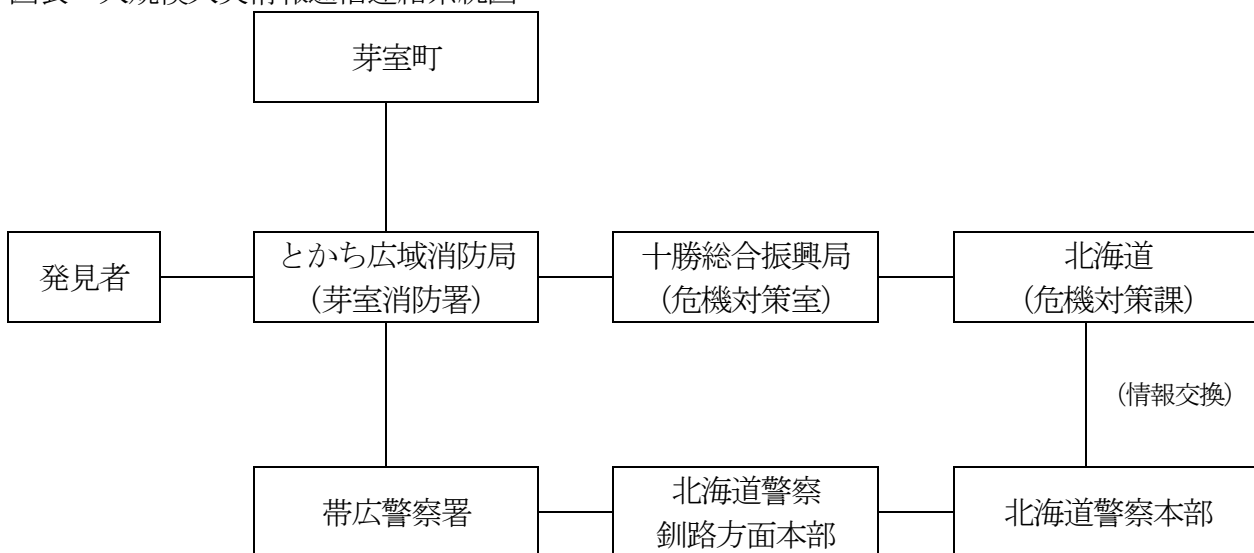 芽室町
発見者
とかち広域消防局
(芽室消防署)
十勝総合振興局
(危機対策室)
北海道
(危機対策課)
(情報交換)
帯広警察署
北海道警察
釧路方面本部
北海道警察本部